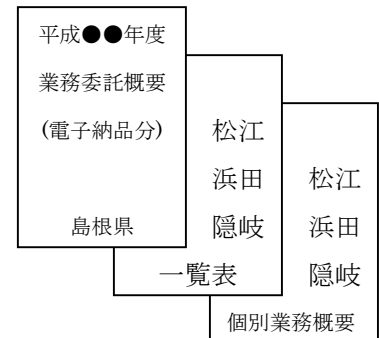 平成●●年度
業務委託概要
(電子納品分)
島根県
松江
浜田
隠岐
一覧表
松江
浜田
隠岐
個別業務概要